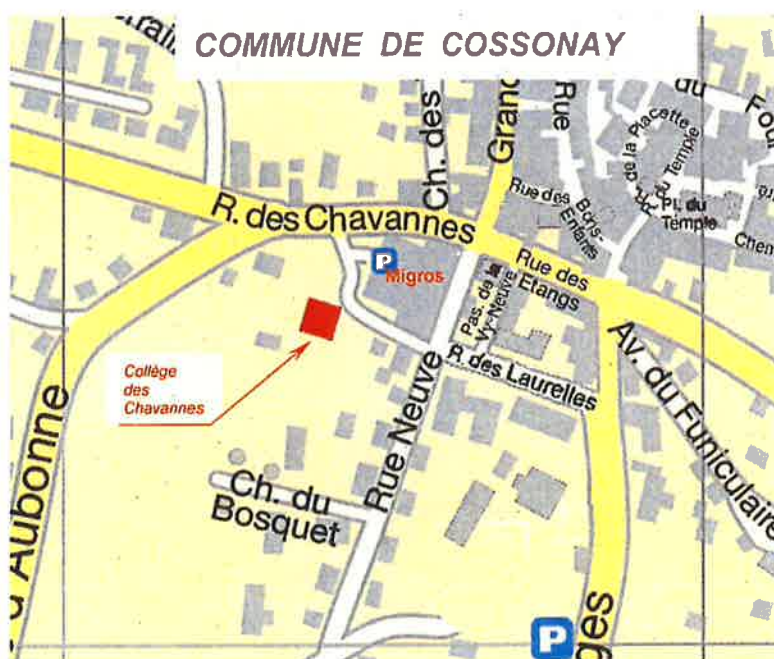 COMMUNE DE COSSONAY
Ch. des
Grand
Rue
du
Four
de la Placette
R. du Temple
Pl. du
Temple
Chem
Rue des
Bons-
Enfants
R. des Chavannes
P
Migros
Rue des
Etangs
Pas. de la
Vy-Neuve
R. des Laurelles
Av. du Funiculaire
Collège
des
Chavannes
Rue Neuve
Ch. du
Bosquet
d'Aubonne
P
ges